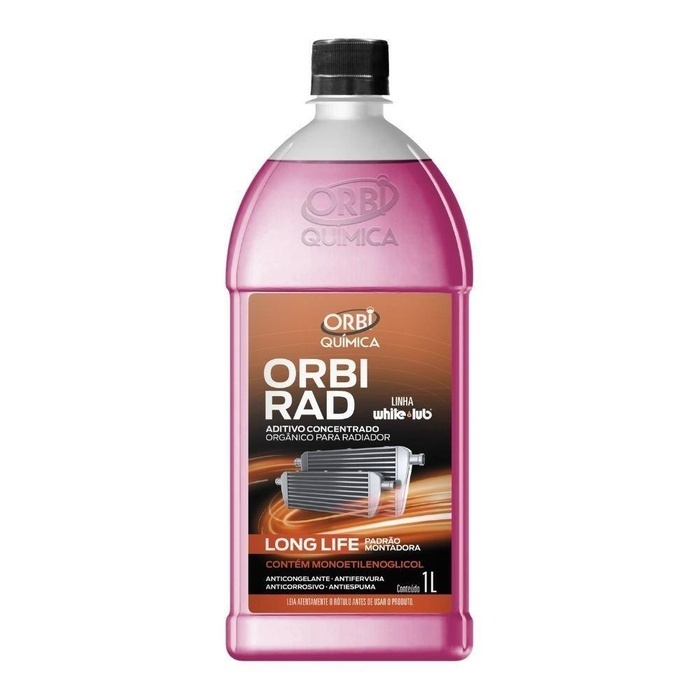 ORBI
QUÍMICA
ORBI
QUÍMICA
ORBI
RAD
LINHA
white lub
ADITIVO CONCENTRADO
ORGÂNICO PARA RADIADOR
LONG LIFE PADRÃO MONTADORA
CONTÉM MONOETILENOGLICOL
ANTICONGELANTE • ANTIFERVURA
ANTICORROSIVO • ANTIESPUMA
Conteúdo 1L
LEIA ATENTAMENTE O RÓTULO ANTES DE USAR O PRODUTO.